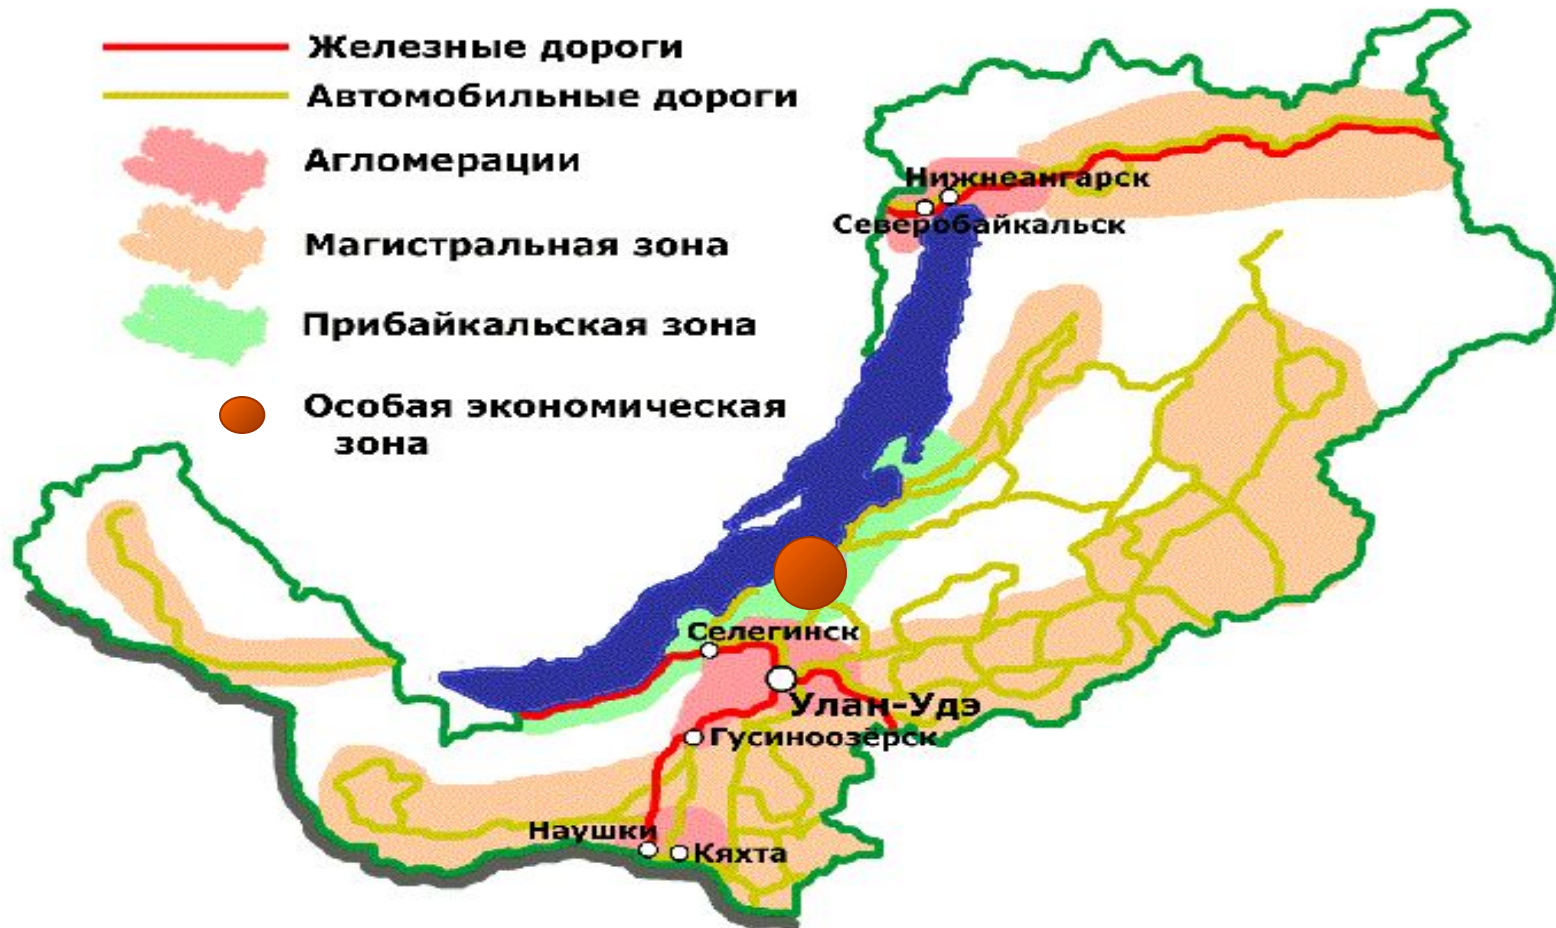 Железные дороги
Автомобильные дороги
Агломерации
Магистральная зона
Прибайкальская зона
Особая экономическая
зона
Нижнеангарск
Северобайкальск
Селегинск
Улан-Удэ
Гусиноозёрск
Наушки
Кяхта